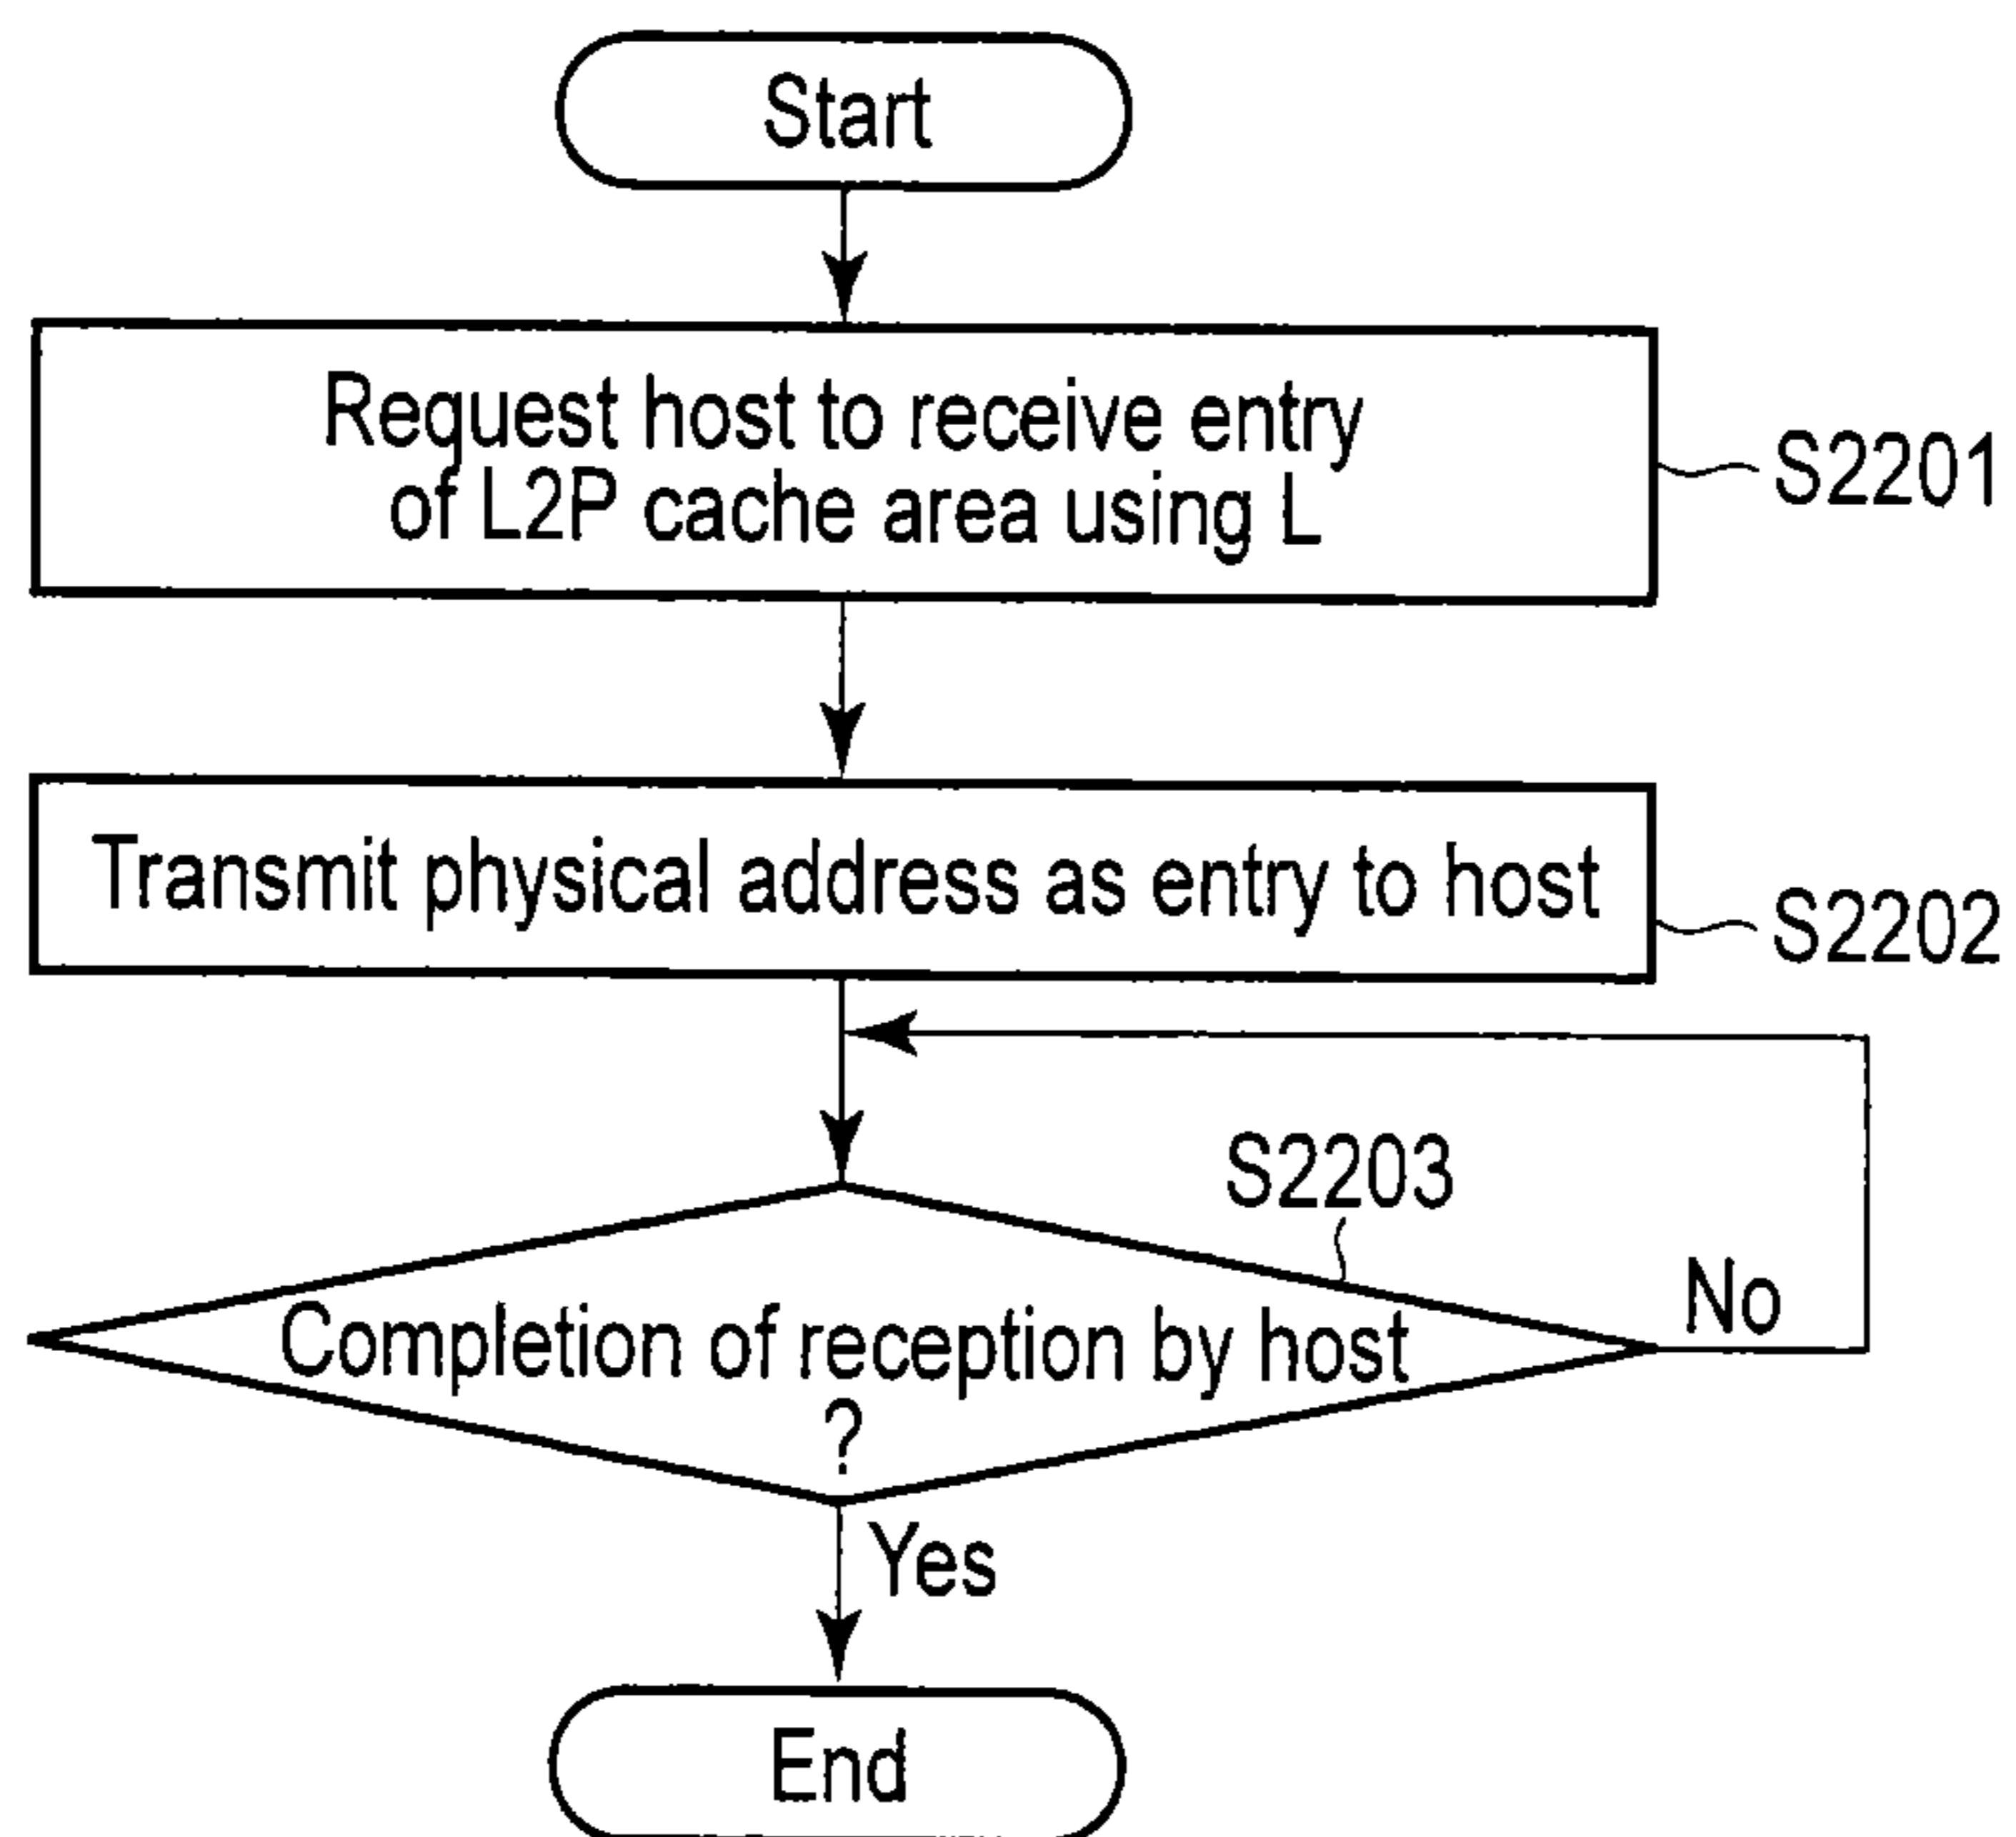 Start
Request host to receive entry
of L2P cache area using L
S2201
Transmit physical address as entry to host
S2202
S2203
No
Completion of reception by host
?
Yes
End